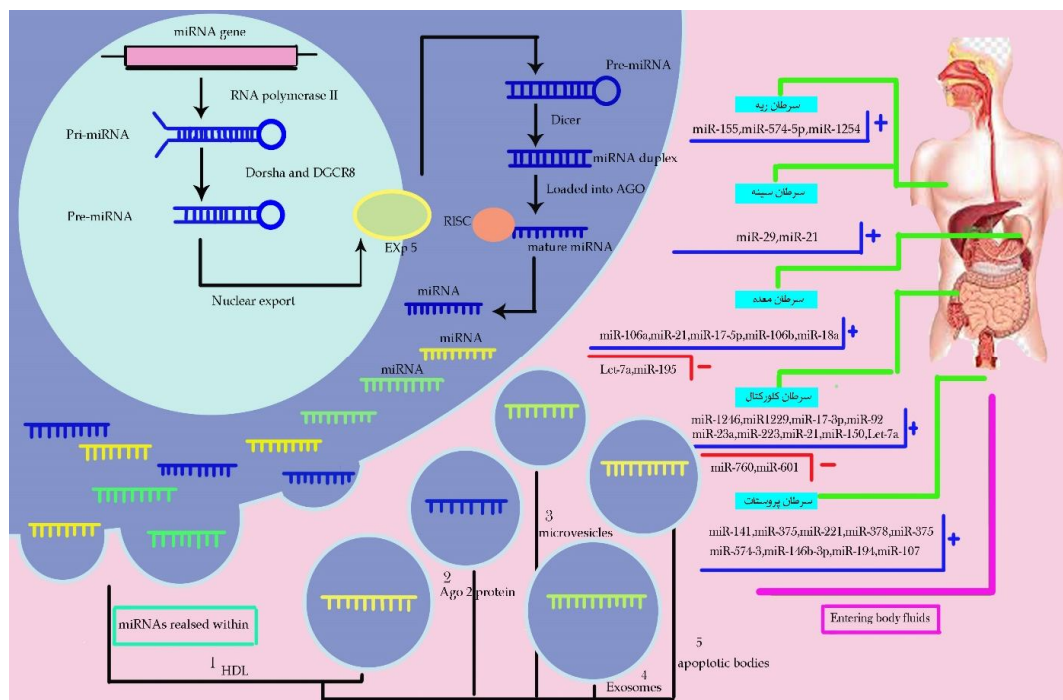 miRNA gene
RNA polymerase II
Pri-miRNA
Dorsha and DGCR8
Pre-miRNA
Nuclear export
EXp 5
Pre-miRNA
Dicer
miRNA duplex
Loaded into AGO
RISC
mature miRNA
miRNA
miRNA
miRNA
miRNAs realsed within
1
HDL
2
Ago 2 protein
3
microvesicles
4
Exosomes
5
apoptotic bodies
سرطان ریه
miR-155,miR-574-5p,miR-1254
+
سرطان سینه
miR-29,miR-21
+
سرطان معده
miR-106a,miR-21,miR-17-5p,miR-106b,miR-18a
+
Let-7a,miR-195
−
سرطان کلورکتال
miR-1246,miR1229,miR-17-3p,miR-92
miR-23a,miR-223,miR-21,miR-150,Let-7a
+
miR-760,miR-601
−
سرطان پروستات
miR-141,miR-375,miR-221,miR-378,miR-375
miR-574-3,miR-146b-3p,miR-194,miR-107
+
Entering body fluids